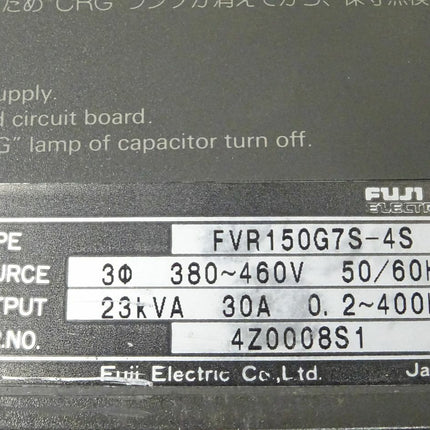 ため "CRG" ランプが消えてから、保守点検
upply.
d circuit board.
G" lamp of capacitor turn off.
FUJI
ELECTR
PE FVR150G7S-4S
URCE 3Φ 380~460V 50/60H
TPUT 23kVA 30A 0.2~400H
R.NO. 4Z0008S1
Fuji Electric Co.,Ltd. Ja